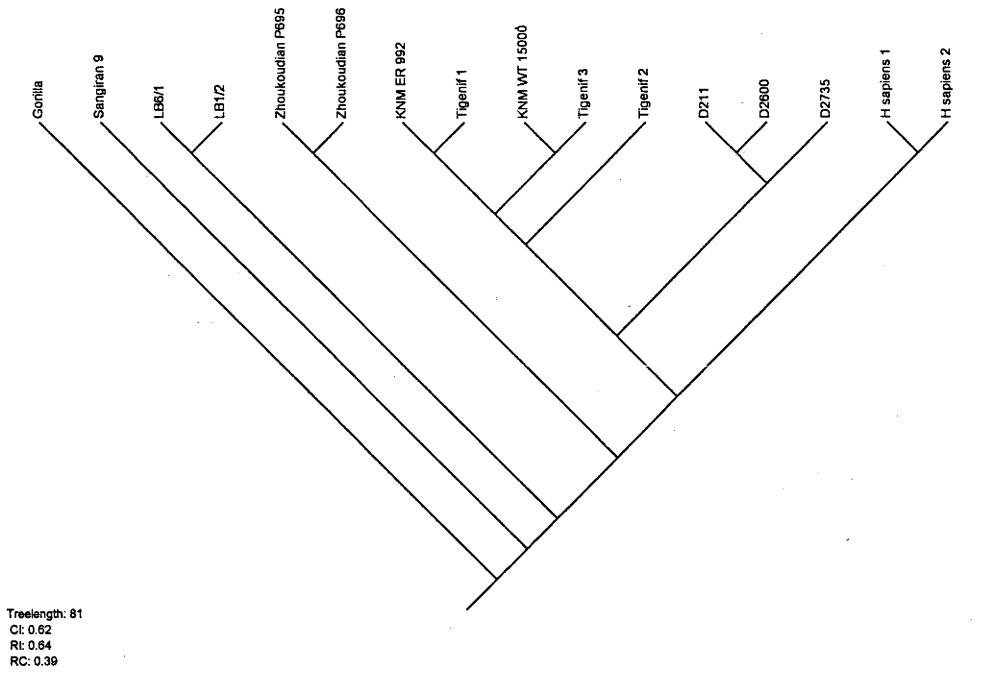 Gorilla
Sangiran 9
LB6/1
LB1/2
Zhoukoudian P695
Zhoukoudian P696
KNM ER 992
Tigenif 1
KNM WT 15000
Tigenif 3
Tigenif 2
D211
D2600
D2735
H sapiens 1
H sapiens 2
Treelength: 81
CI: 0.62
RI: 0.64
RC: 0.39